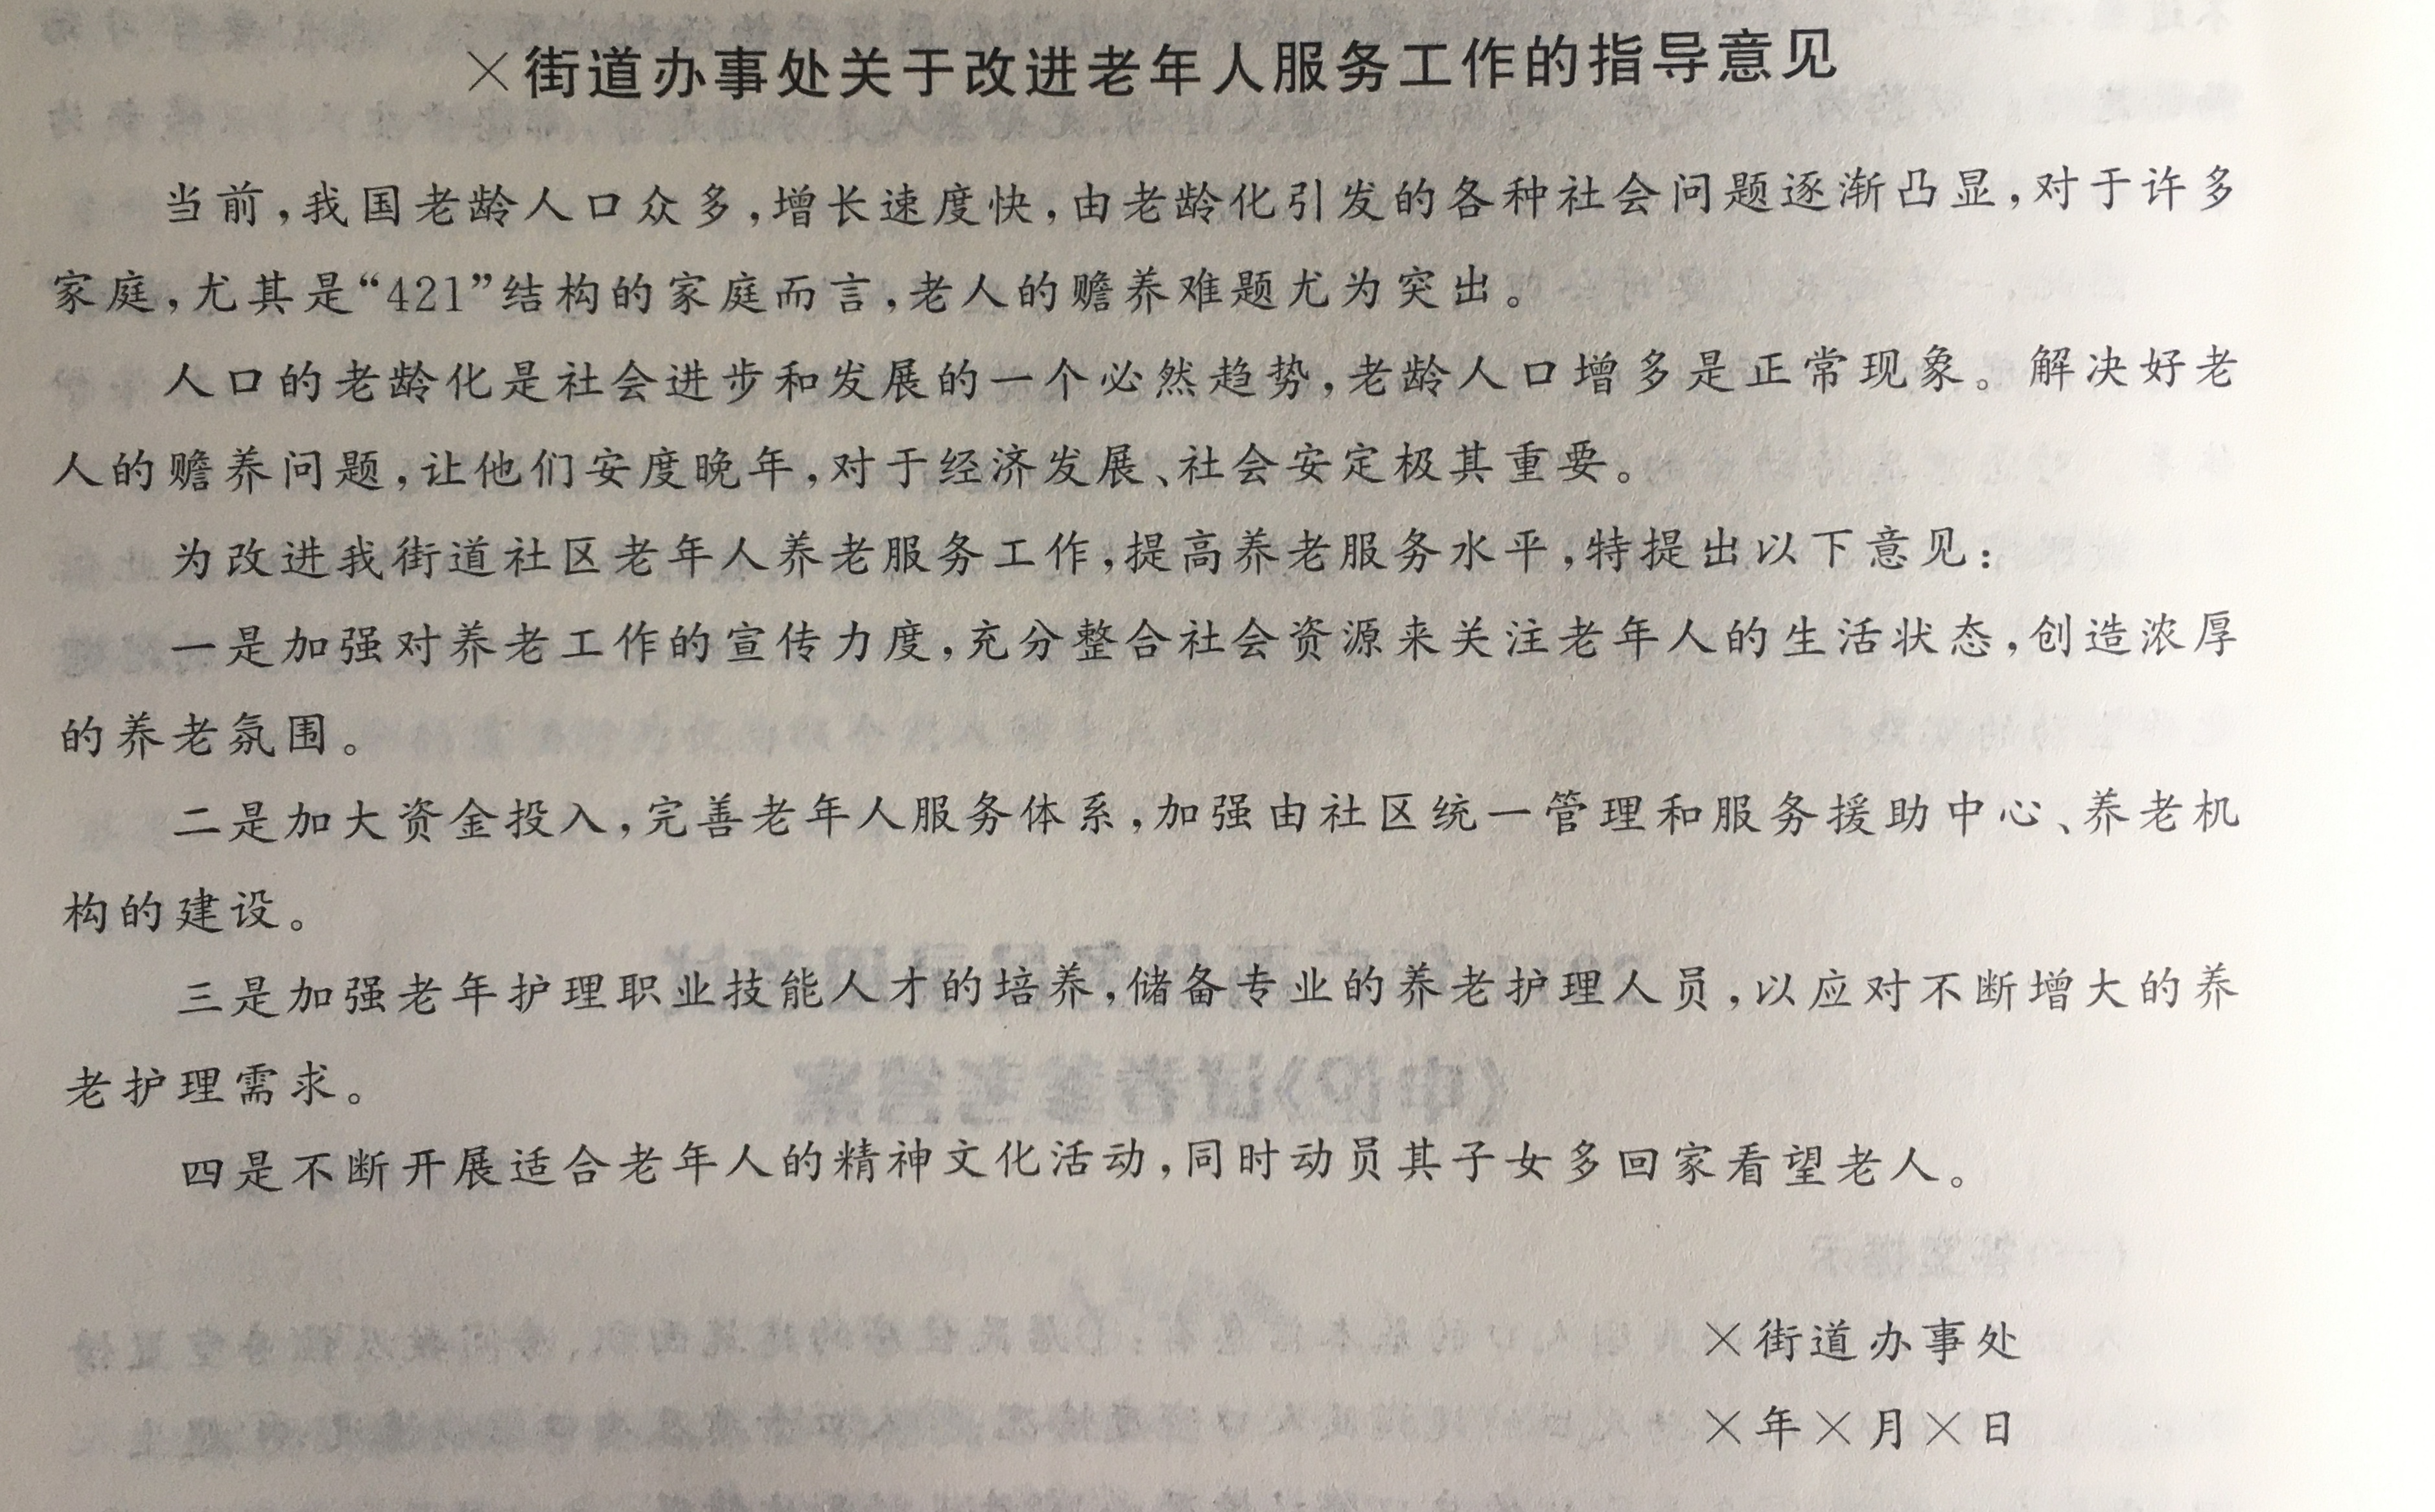 ×街道办事处关于改进老年人服务工作的指导意见
当前,我国老龄人口众多,增长速度快,由老龄化引发的各种社会问题逐渐凸显,对于许多
家庭,尤其是“421”结构的家庭而言,老人的赡养难题尤为突出。
人口的老龄化是社会进步和发展的一个必然趋势,老龄人口增多是正常现象。解决好老
人的赡养问题,让他们安度晚年,对于经济发展、社会安定极其重要。
为改进我街道社区老年人养老服务工作,提高养老服务水平,特提出以下意见:
一是加强对养老工作的宣传力度,充分整合社会资源来关注老年人的生活状态,创造浓厚
的养老氛围。
二是加大资金投入,完善老年人服务体系,加强由社区统一管理和服务援助中心、养老机
构的建设。
三是加强老年护理职业技能人才的培养,储备专业的养老护理人员,以应对不断增大的养
老护理需求。
四是不断开展适合老年人的精神文化活动,同时动员其子女多回家看望老人。
×街道办事处
×年×月×日